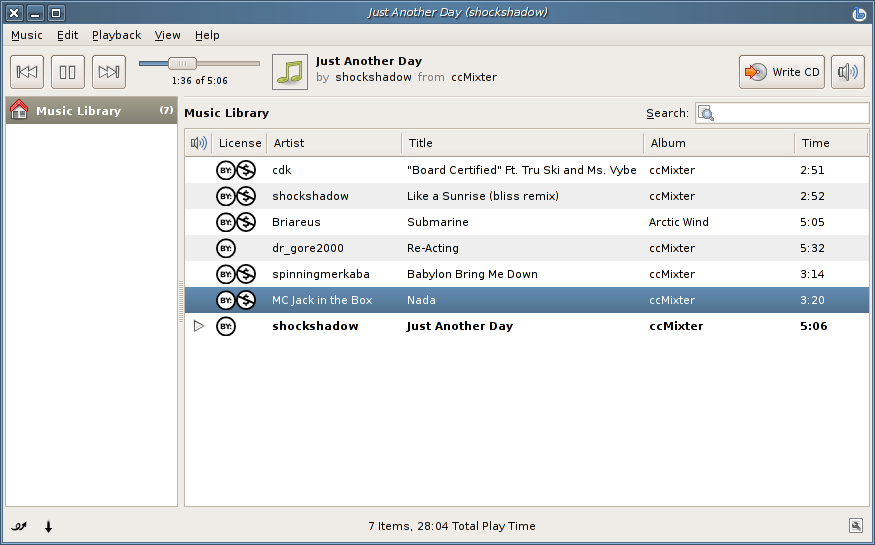 Just Another Day (shockshadow)
Music Edit Playback View Help
Just Another Day
by shockshadow from ccMixter
1:36 of 5:06
Write CD
Music Library (7)
Music Library
Search:
License Artist Title Album Time
BY: $ cdk "Board Certified" Ft. Tru Ski and Ms. Vybe ccMixter 2:51
BY: $ shockshadow Like a Sunrise (bliss remix) ccMixter 2:52
BY: $ Briareus Submarine Arctic Wind 5:05
BY: dr_gore2000 Re-Acting ccMixter 5:32
BY: $ spinningmerkaba Babylon Bring Me Down ccMixter 3:14
BY: $ MC Jack in the Box Nada ccMixter 3:20
BY: shockshadow Just Another Day ccMixter 5:06
7 Items, 28:04 Total Play Time